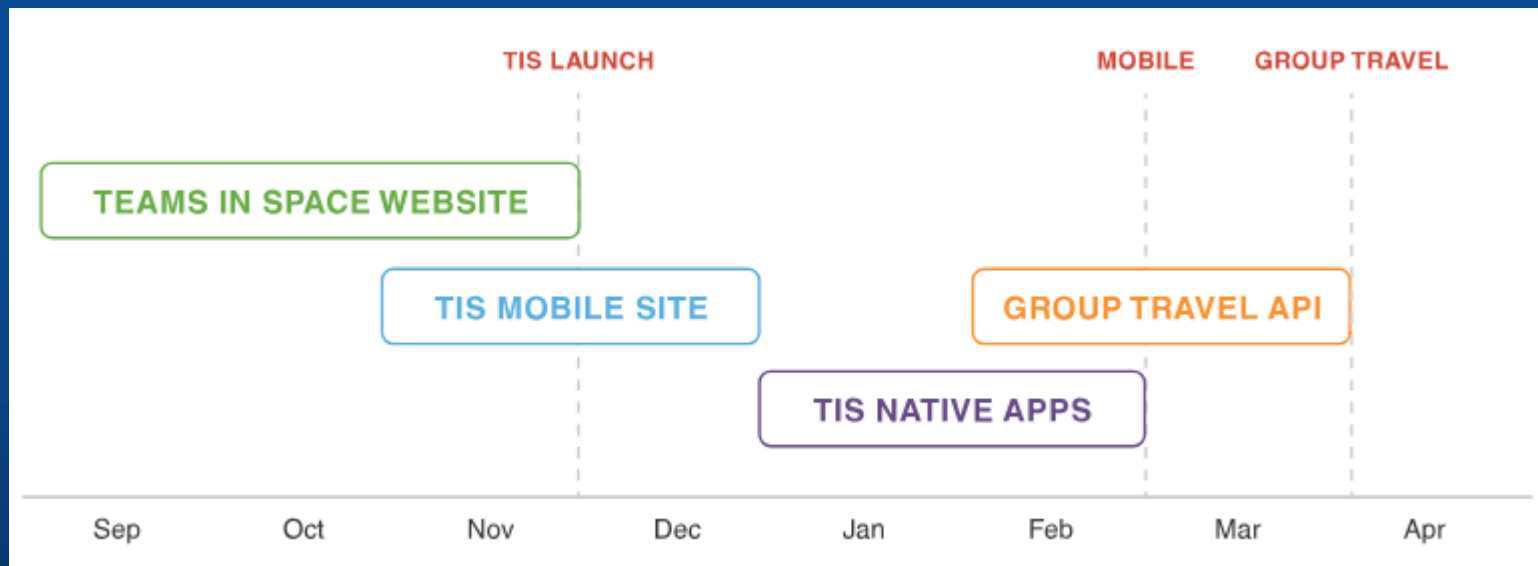 TIS LAUNCH
MOBILE
GROUP TRAVEL
TEAMS IN SPACE WEBSITE
TIS MOBILE SITE
GROUP TRAVEL API
TIS NATIVE APPS
Sep Oct Nov Dec Jan Feb Mar Apr